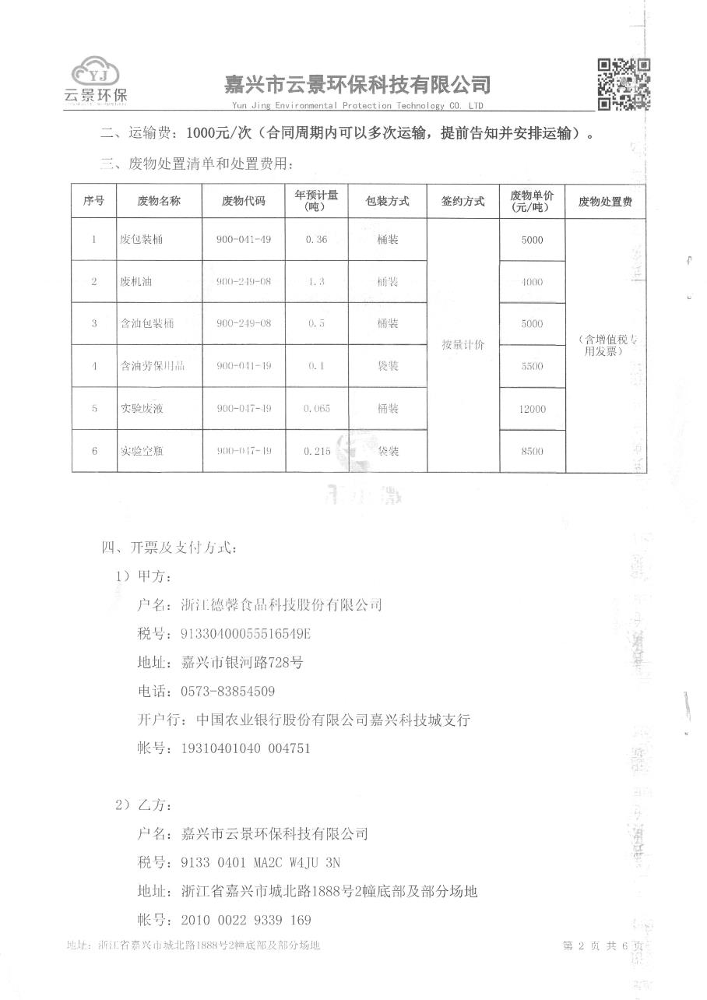 YJ
云景环保
嘉兴市云景环保科技有限公司
Yun Jing Environmental Protection Technology CO. LTD
二、运输费：1000元/次（合同周期内可以多次运输，提前告知并安排运输）。
三、废物处置清单和处置费用：
序号 废物名称 废物代码 年预计量(吨) 包装方式 签约方式 废物单价(元/吨) 废物处置费
1 废包装桶 900-041-49 0.36 桶装 5000
2 废机油 900-249-08 1.3 桶装 4000
3 含油包装桶 900-249-08 0.5 桶装 5000
按量计价
（含增值税专
用发票）
4 含油劳保用品 900-041-49 0.1 袋装 5500
5 实验废液 900-047-49 0.065 桶装 12000
6 实验空瓶 900-047-49 0.215 袋装 8500
四、开票及支付方式：
1）甲方：
户名：浙江德馨食品科技股份有限公司
税号：91330400055516549E
地址：嘉兴市银河路728号
电话：0573-83854509
开户行：中国农业银行股份有限公司嘉兴科技城支行
帐号：19310401040 004751
2）乙方：
户名：嘉兴市云景环保科技有限公司
税号：9133 0401 MA2C W4JU 3N
地址：浙江省嘉兴市城北路1888号2幢底部及部分场地
帐号：2010 0022 9339 169
地址：浙江省嘉兴市城北路1888号2幢底部及部分场地
第 2 页 共 6 页